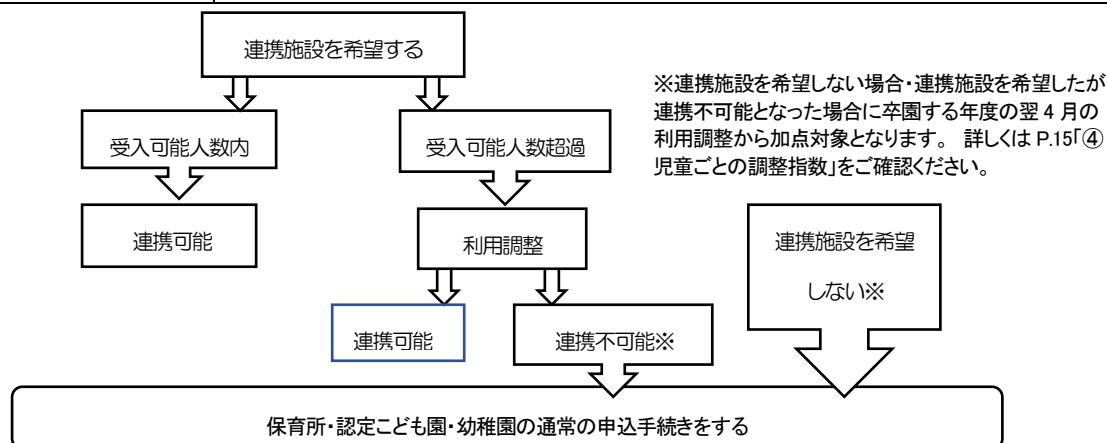 連携施設を希望する
※連携施設を希望しない場合・連携施設を希望したが
連携不可能となった場合に卒園する年度の翌 4 月の
利用調整から加点対象となります。 詳しくは P.15「④
児童ごとの調整指数」をご確認ください。
受入可能人数内
受入可能人数超過
連携可能
利用調整
連携施設を希望
しない※
連携可能
連携不可能※
保育所・認定こども園・幼稚園の通常の申込手続きをする